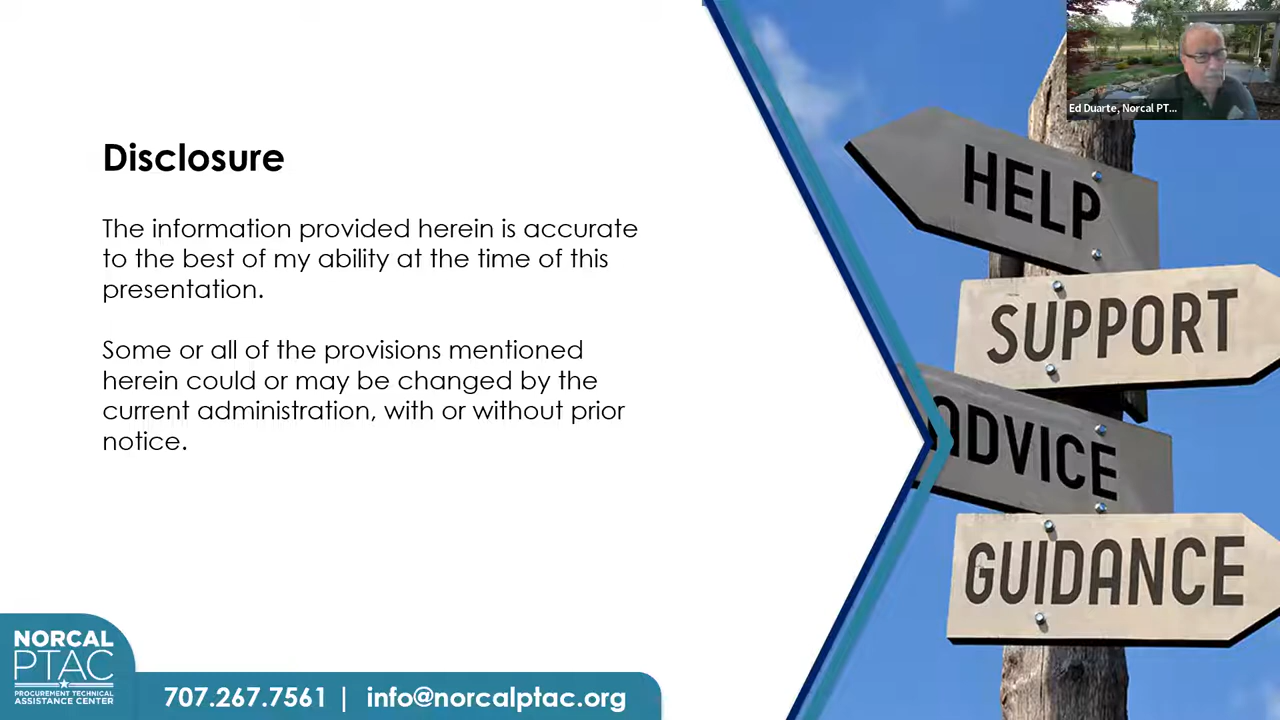 Disclosure
The information provided herein is accurate
to the best of my ability at the time of this
presentation.
Some or all of the provisions mentioned
herein could or may be changed by the
current administration, with or without prior
notice.
Ed Duarte, Norcal PT...
HELP
SUPPORT
ADVICE
GUIDANCE
NORCAL
PTAC
PROCUREMENT TECHNICAL
ASSISTANCE CENTER
707.267.7561 | info@norcalptac.org